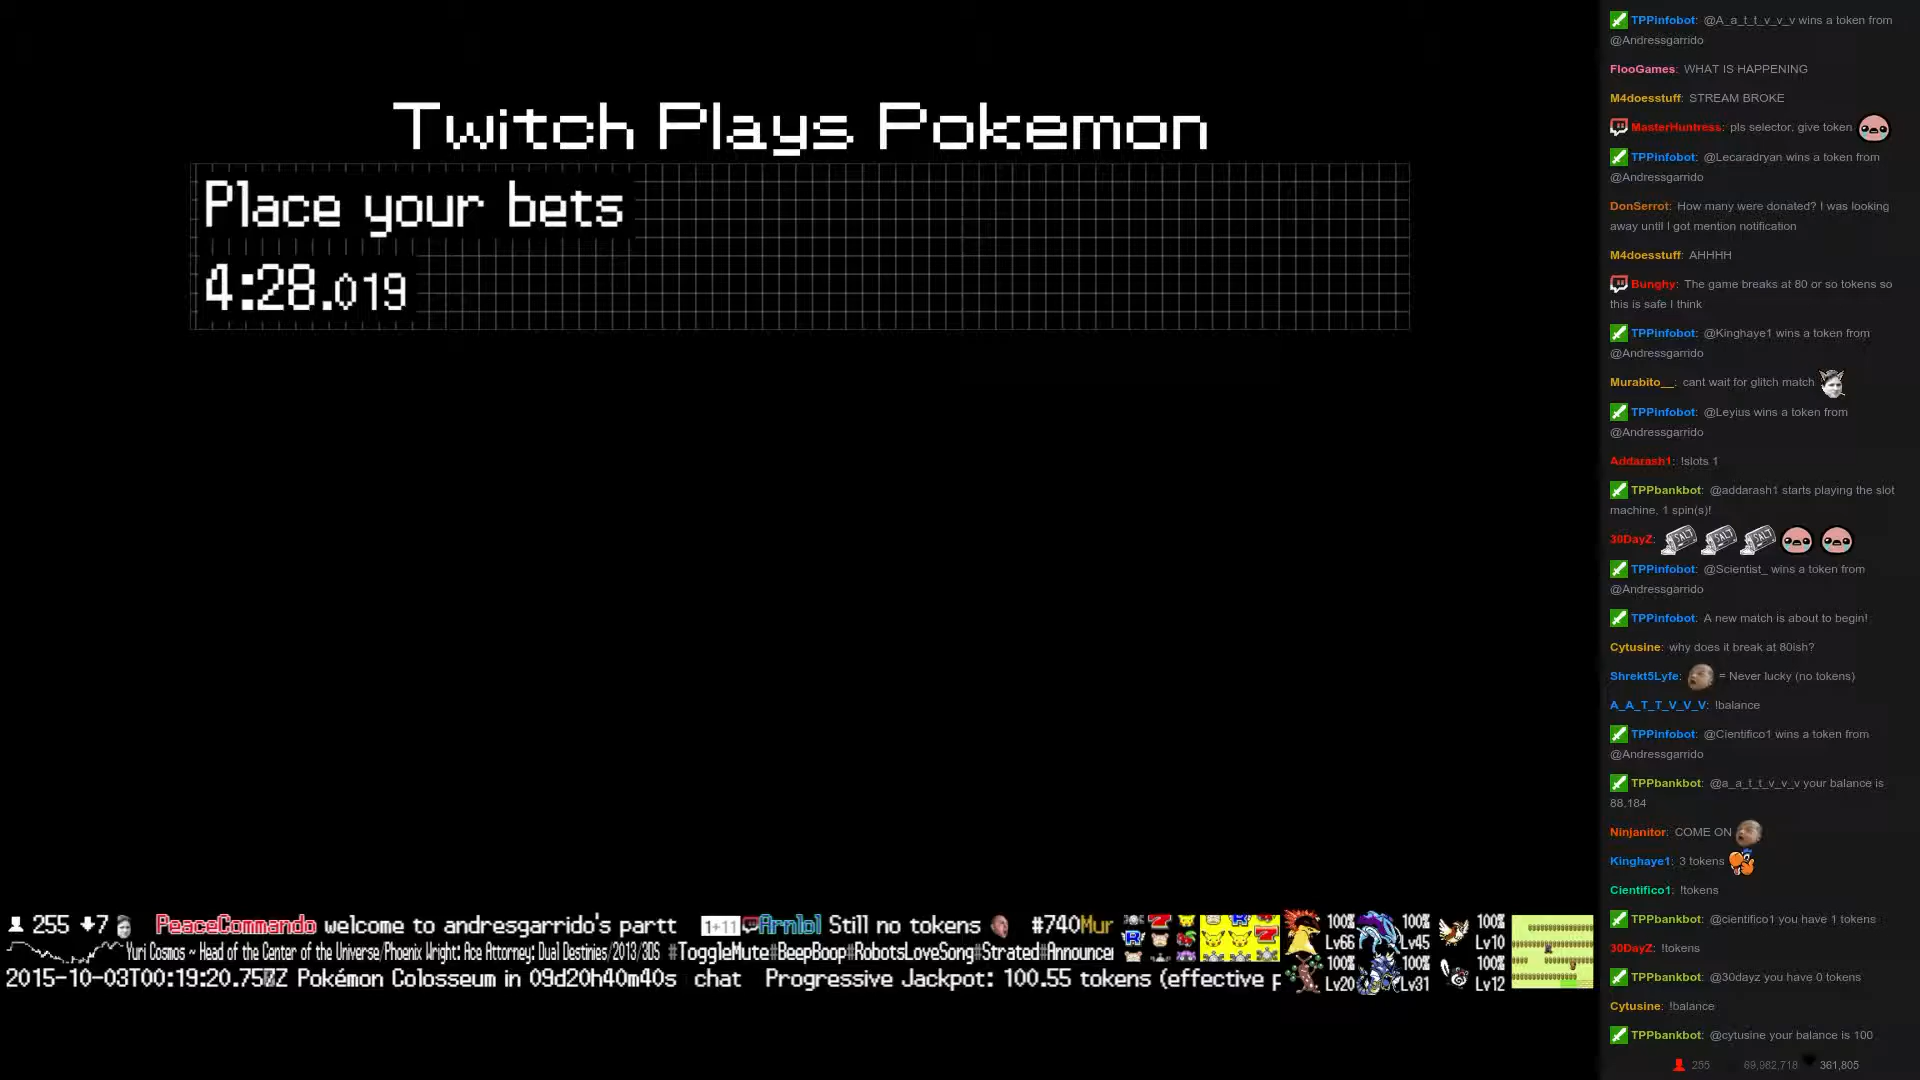 Twitch Plays Pokemon
Place your bets
4:28.019
255 7 PeaceCommando welcome to andresgarrido's partt 1+11 Arnlol Still no tokens #740Mur
Yuri Cosmos ~ Head of the Center of the Universe/Phoenix Wright: Ace Attorney: Dual Destinies/2013/3DS #ToggleMute#BeepBoop#RobotsLoveSong#Strated#Announce
2015-10-03T00:19:20.75 Z Pokémon Colosseum in 09d20h40m40s chat Progressive Jackpot: 100.55 tokens (effective p
100% 100% 100%
Lv66 Lv45 Lv10
100% 100% 100%
Lv20 Lv31 Lv12
TPPinfobot: @A_a_t_t_v_v_v wins a token from
@Andressgarrido
FlooGames: WHAT IS HAPPENING
M4doesstuff: STREAM BROKE
MasterHuntress: pls selector, give token
TPPinfobot: @Lecaradryan wins a token from
@Andressgarrido
DonSerrot: How many were donated? I was looking
away until I got mention notification
M4doesstuff: AHHHH
Bunghy: The game breaks at 80 or so tokens so
this is safe I think
TPPinfobot: @Kinghaye1 wins a token from
@Andressgarrido
Murabito__: cant wait for glitch match
TPPinfobot: @Leyius wins a token from
@Andressgarrido
Addarash1: !slots 1
TPPbankbot: @addarash1 starts playing the slot
machine, 1 spin(s)!
30DayZ: SALT SALT SALT
TPPinfobot: @Scientist_ wins a token from
@Andressgarrido
TPPinfobot: A new match is about to begin!
Cytusine: why does it break at 80ish?
Shrekt5Lyfe: = Never lucky (no tokens)
A_A_T_T_V_V_V: !balance
TPPinfobot: @Cientifico1 wins a token from
@Andressgarrido
TPPbankbot: @a_a_t_t_v_v_v your balance is
88,184
Ninjanitor: COME ON
Kinghaye1: 3 tokens
Cientifico1: !tokens
TPPbankbot: @cientifico1 you have 1 tokens
30DayZ: !tokens
TPPbankbot: @30dayz you have 0 tokens
Cytusine: !balance
TPPbankbot: @cytusine your balance is 100
255 69,982,718 361,805